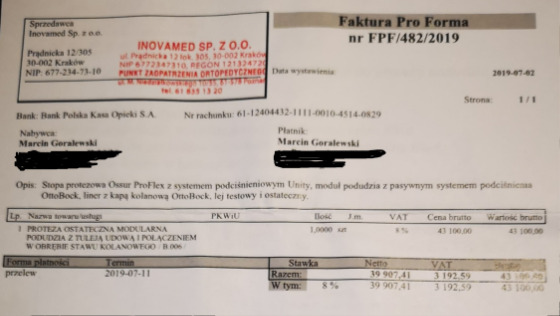 Sprzedawca
Inovamed Sp. z o.o.
Prądnicka 12/305
30-002 Kraków
NIP: 677-234-73-10
INOVAMED SP. Z O.O.
ul. Prądnicka 12 lok. 305, 30-002 Kraków
NIP 6772347310, REGON 121324720
PUNKT ZAOPATRZENIA ORTOPEDYCZNEGO
ul. M. Niedziałkowskiego 61-578 Poznań
tel. 61 835 13 20
Faktura Pro Forma
nr FPF/482/2019
Data wystawienia: 2019-07-02
Strona: 1 / 1
Bank: Bank Polska Kasa Opieki S.A. Nr rachunku: 61-12404432-1111-0010-4514-0829
Nabywca:
Marcin Goralewski
Płatnik:
Marcin Goralewski
Opis: Stopa protezowa Ossur ProFlex z systemem podciśnieniowym Unity, moduł podudzia z pasywnym systemem podciśnienia
OttoBock, liner z kapą kolanową OttoBock, lej testowy i ostateczny.
Lp. Nazwa towaru/usługi PKWiU Ilość J.m. VAT Cena brutto Wartość brutto
1 PROTEZA OSTATECZNA MODULARNA 1,0000 szt 8 % 43 100,00 43 100,00
PODUDZIA Z TULEJĄ UDOWĄ I POŁĄCZENIEM
W OBRĘBIE STAWU KOLANOWEGO / B.006 /
Forma płatności Termin Stawka Netto VAT
przelew 2019-07-11 Razem: 39 907,41 3 192,59 43 100,00
W tym: 8 % 39 907,41 3 192,59 43 100,00